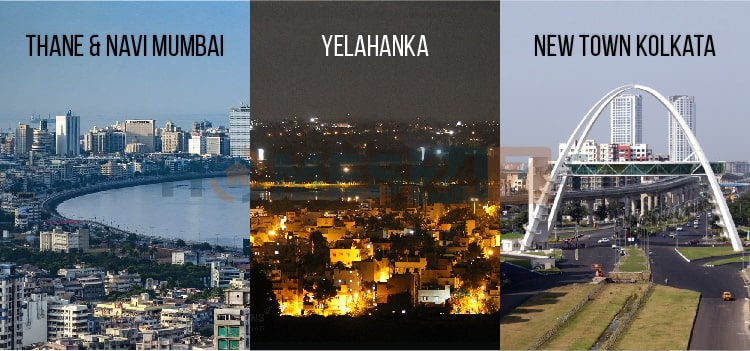 THANE & NAVI MUMBAI
YELAHANKA
NEW TOWN KOLKATA